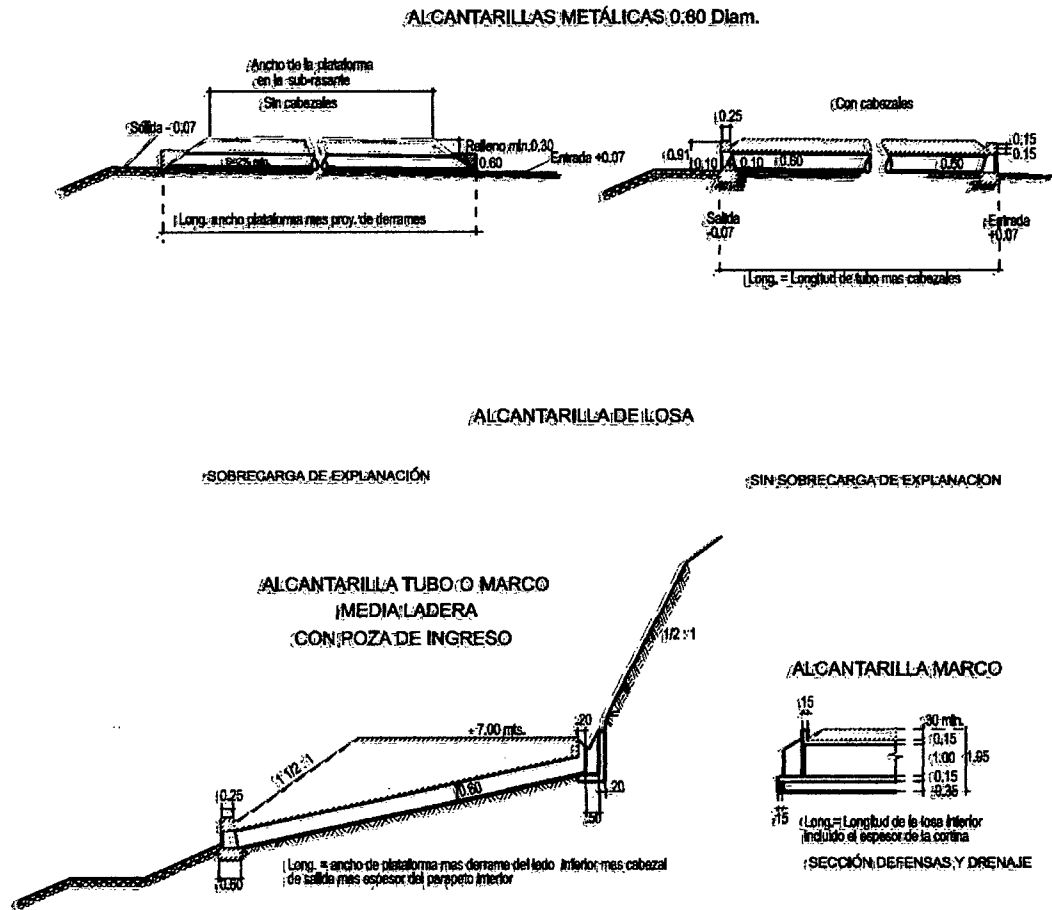 ALCANTARILLAS METÁLICAS 0.60 Diam.
Ancho de la plataforma
en la sub-rasante
Sin cabezales
Salida - 0.07
Relleno mín. 0.30
0.60
Entrada +0.07
Long. ancho plataforma mas proy. de derrames
Con cabezales
0.25
0.91
0.10
0.10
0.60
0.60
0.15
0.15
Salida
-0.07
Entrada
+0.07
Long. = Longitud de tubo mas cabezales
ALCANTARILLA DE LOSA
SOBRECARGA DE EXPLANACIÓN
SIN SOBRECARGA DE EXPLANACION
ALCANTARILLA TUBO O MARCO
MEDIA LADERA
CON POZA DE INGRESO
1/2 : 1
.20
7.00 mts.
1 1/2 : 1
0.60
0.25
.20
.50
0.60
Long. = ancho de plataforma mas derrame del lado inferior mas cabezal
de salida mas espesor del parapeto interior
ALCANTARILLA MARCO
.15
.30 min.
0.15
1.00
1.95
0.15
0.35
.15
Long.= Longitud de la losa inferior
incluido el espesor de la cortina
SECCIÓN DEFENSAS Y DRENAJE